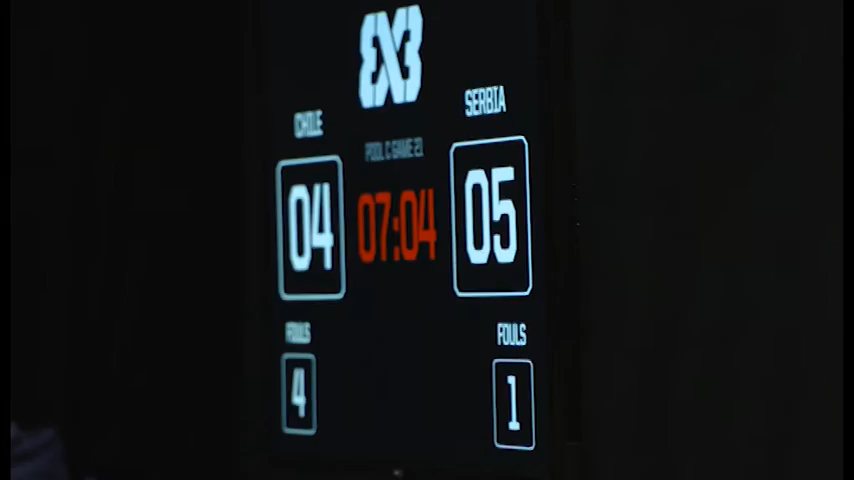 3X3
CHILE
SERBIA
POOL C GAME 21
04
07:04
05
FOULS
FOULS
4
1